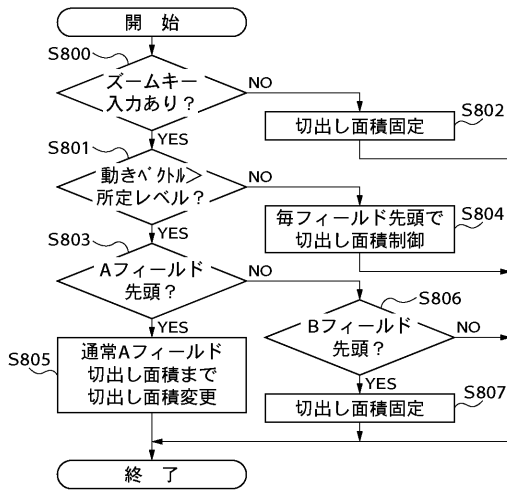 開 始
S800
ズームキー
入力あり？
NO
YES
切出し面積固定
S802
S801
動きﾍﾞｸﾄﾙ＞
所定レベル？
NO
YES
毎フィールド先頭で
切出し面積制御
S804
S803
Aフィールド
先頭？
NO
YES
S806
Bフィールド
先頭？
NO
YES
S805
通常Aフィールド
切出し面積まで
切出し面積変更
切出し面積固定
S807
終 了